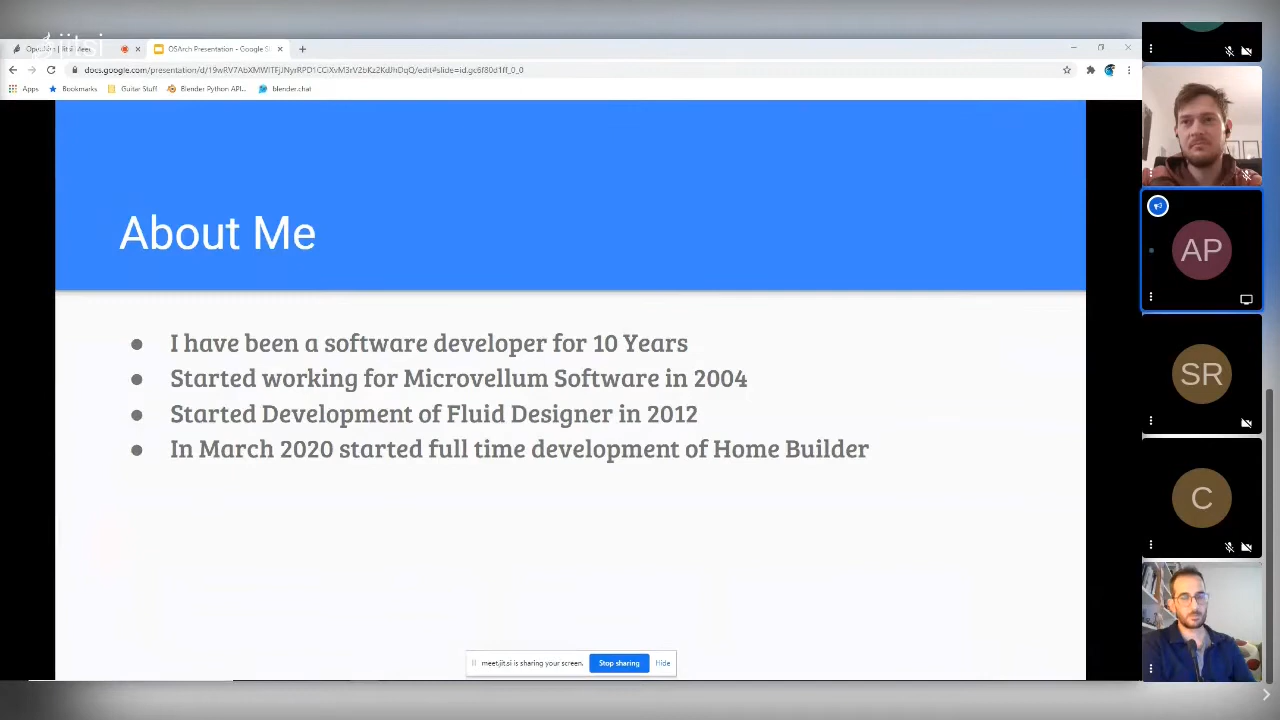 jitsi
OSArch Presentation - Google Sl
Apps
Bookmarks
Guitar Stuff
Blender Python API...
blender.chat
About Me
● I have been a software developer for 10 Years
● Started working for Microvellum Software in 2004
● Started Development of Fluid Designer in 2012
● In March 2020 started full time development of Home Builder
meet.jit.si is sharing your screen.
Stop sharing
Hide
AP
SR
C